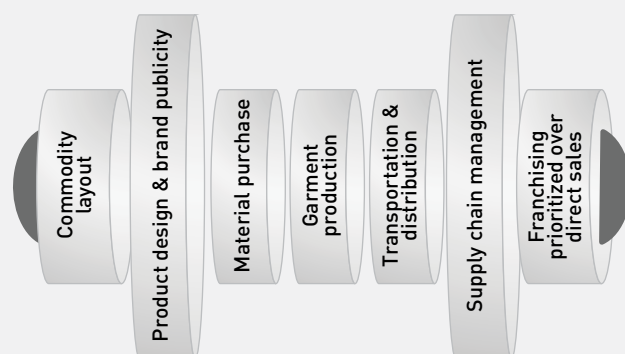 Commodity
layout
Product design & brand publicity
Material purchase
Garment
production
Transportation &
distribution
Supply chain management
Franchising
prioritized over
direct sales